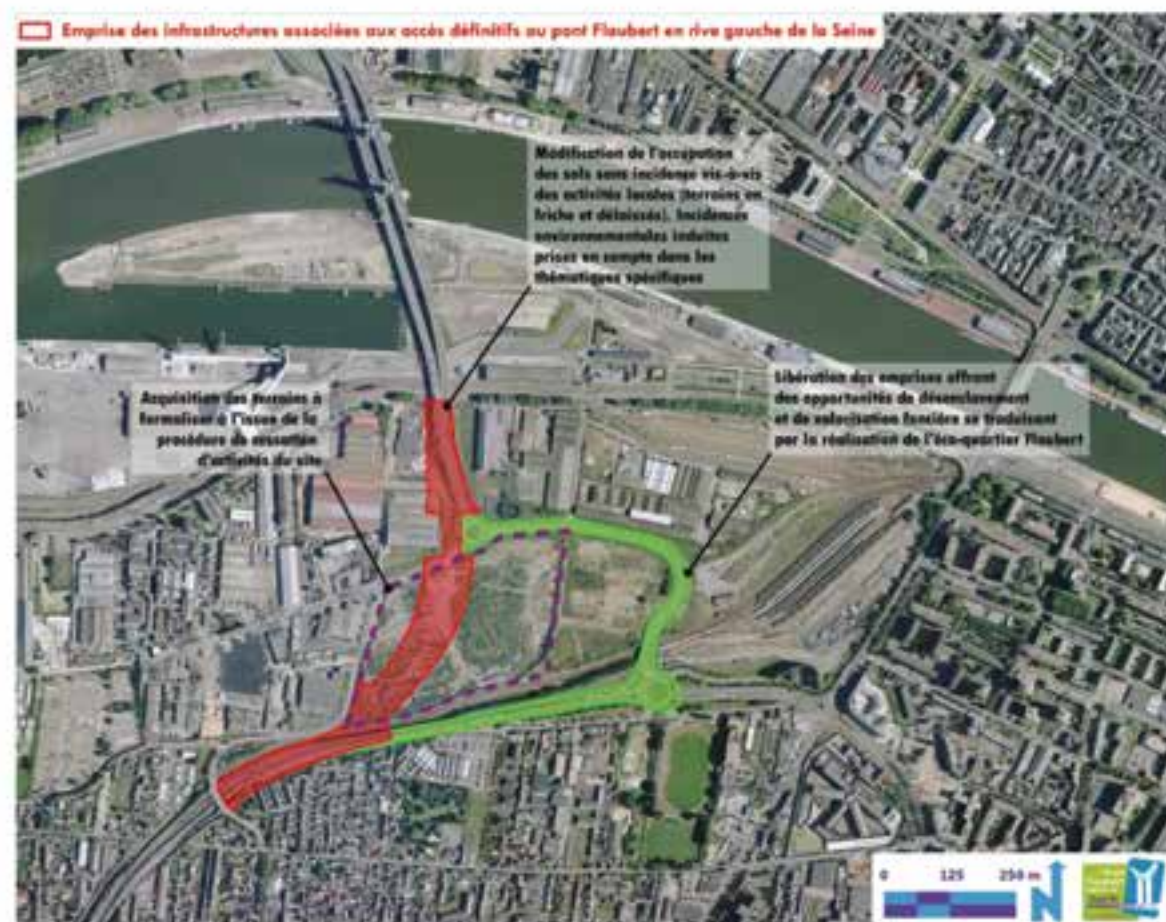 Emprise des infrastructures associées aux accès définitifs au pont Flaubert en rive gauche de la Seine
Modification de l'occupation
des sols sans incidence vis-à-vis
des activités locales (terrains en
friche et délaissés). Incidences
environnementales induites
prises en compte dans les
thématiques spécifiques
Acquisition des terrains à
formaliser à l'issue de la
procédure de cessation
d'activités du site
Libération des emprises offrant
des opportunités de désenclavement
et de valorisation foncière se traduisant
par la réalisation de l'éco-quartier Flaubert
0 125 250 m
N